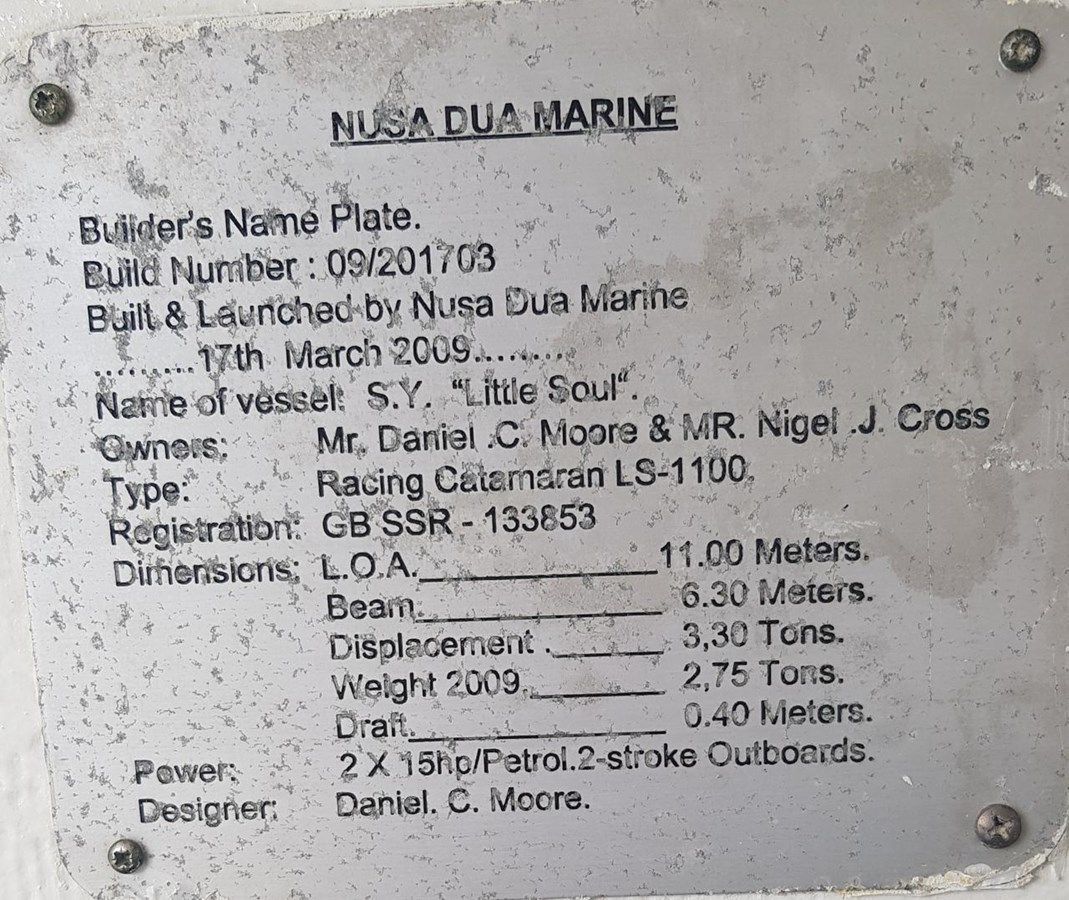 NUSA DUA MARINE
Builder's Name Plate.
Build Number : 09/201703
Built & Launched by Nusa Dua Marine
.........17th March 2009.........
Name of vessel: S.Y. "Little Soul".
Owners: Mr. Daniel .C. Moore & MR. Nigel .J. Cross
Type: Racing Catamaran LS-1100.
Registration: GB SSR - 133853
Dimensions: L.O.A.______________11.00 Meters.
Beam.______________ 6.30 Meters.
Displacement .______ 3,30 Tons.
Weight 2009.________ 2,75 Tons.
Draft.______________ 0.40 Meters.
Power: 2 X 15hp/Petrol.2-stroke Outboards.
Designer: Daniel. C. Moore.